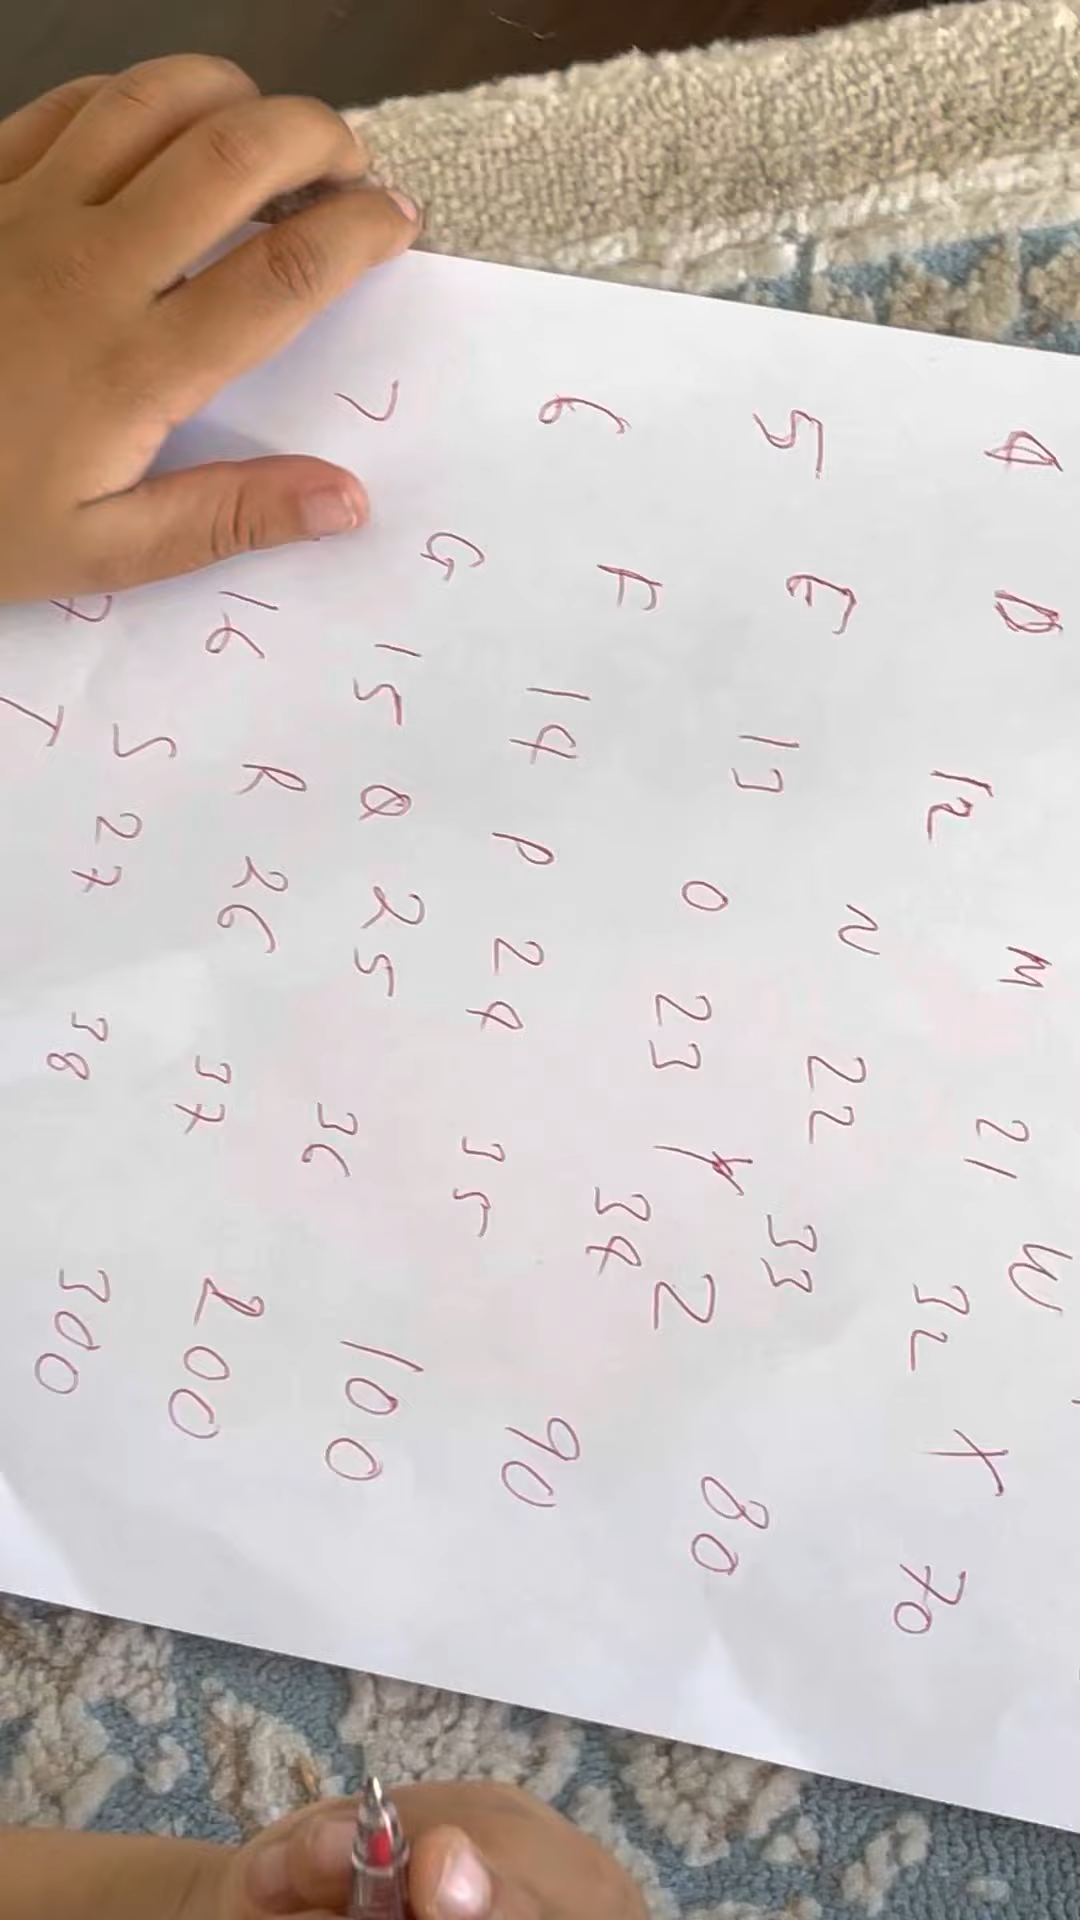 M 21 W 32 X 70
4 D 12 N 22 33 80
5 E 13 O 23 Y 34 Z 90
6 F 14 P 24 35 100
7 G 15 Q 25 36 200
16 R 26 37 300
7 S 27 38
T